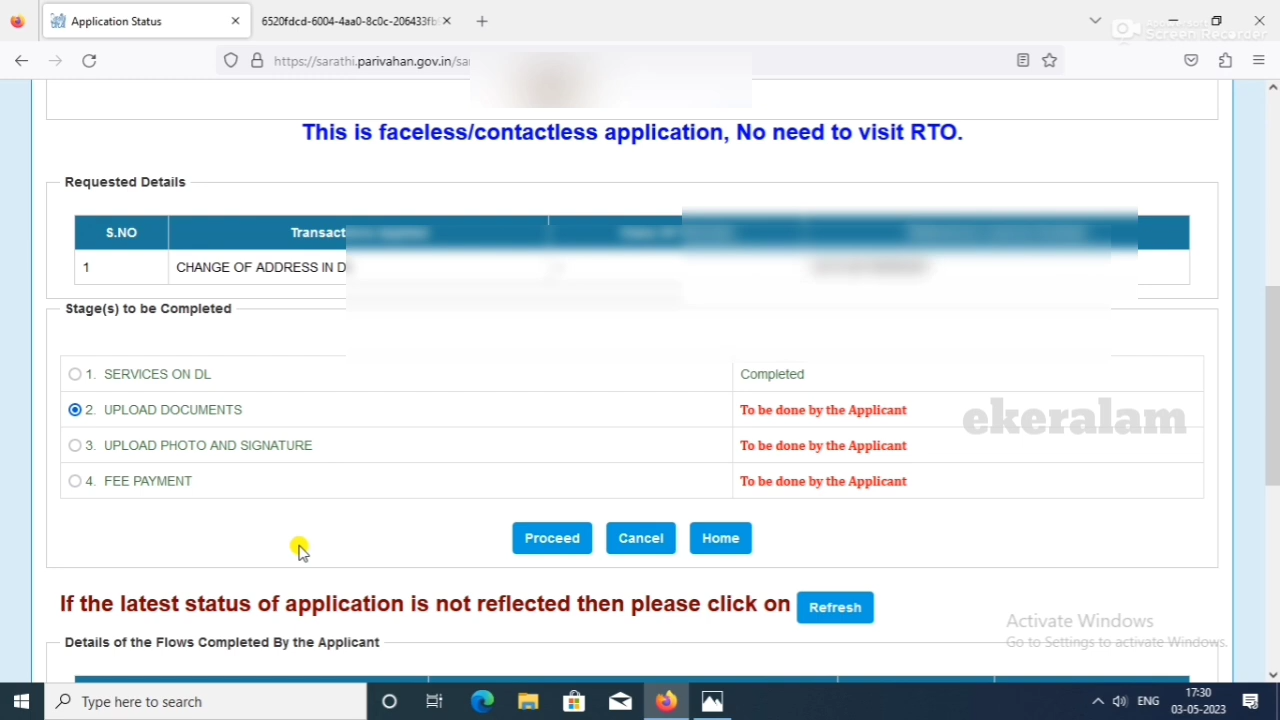 Application Status
6520fdcd-6004-4aa0-8c0c-206433fb
Screen Recorder
https://sarathi.parivahan.gov.in/sa
This is faceless/contactless application, No need to visit RTO.
Requested Details
S.NO Transact
1 CHANGE OF ADDRESS IN D
Stage(s) to be Completed
1. SERVICES ON DL Completed
2. UPLOAD DOCUMENTS To be done by the Applicant
ekeralam
3. UPLOAD PHOTO AND SIGNATURE To be done by the Applicant
4. FEE PAYMENT To be done by the Applicant
Proceed Cancel Home
If the latest status of application is not reflected then please click on Refresh
Activate Windows
Go to Settings to activate Windows.
Details of the Flows Completed By the Applicant
Type here to search
ENG
17:30
03-05-2023